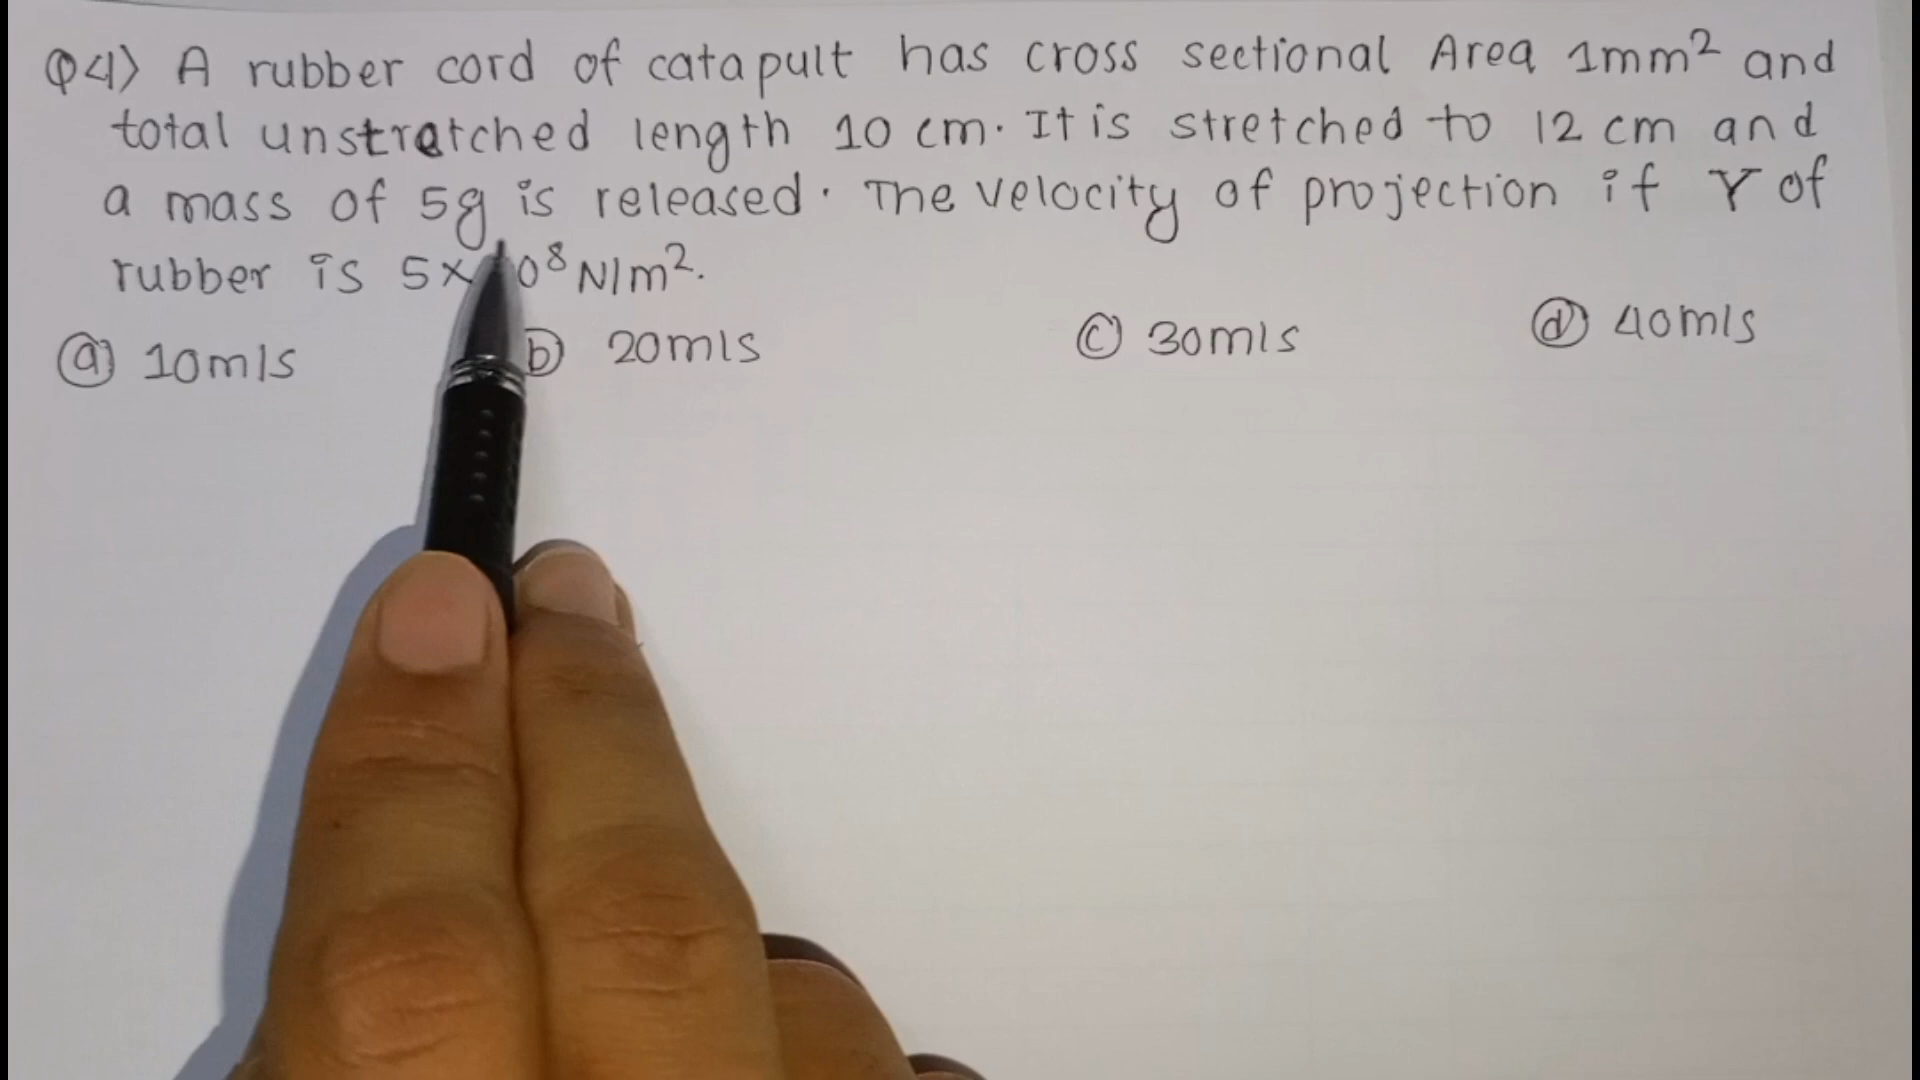 Q4) A rubber cord of catapult has cross sectional Area 1mm² and
total unstretched length 10 cm. It is stretched to 12 cm and
a mass of 5g is released. The velocity of projection if Y of
rubber is 5× 0⁸ N/m².
ⓐ 10m/s ⓑ 20m/s ⓒ 30m/s ⓓ 40m/s